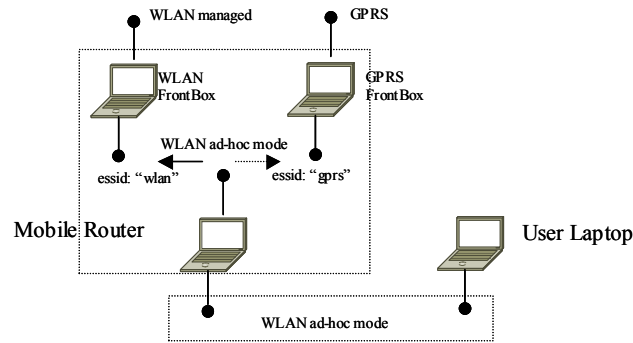 WLAN managed
GPRS
WLAN
FrontBox
GPRS
FrontBox
WLAN ad-hoc mode
essid: “wlan”
essid: “gprs”
Mobile Router
User Laptop
WLAN ad-hoc mode